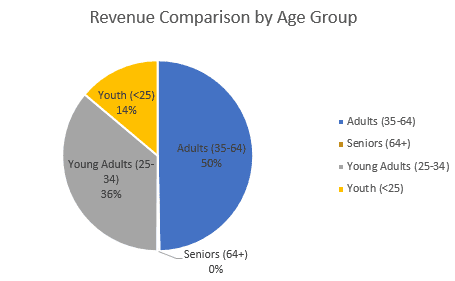 Revenue Comparison by Age Group
Youth (<25)
14%
Adults (35-64)
50%
Young Adults (25-
34)
36%
Seniors (64+)
0%
Adults (35-64)
Seniors (64+)
Young Adults (25-34)
Youth (<25)